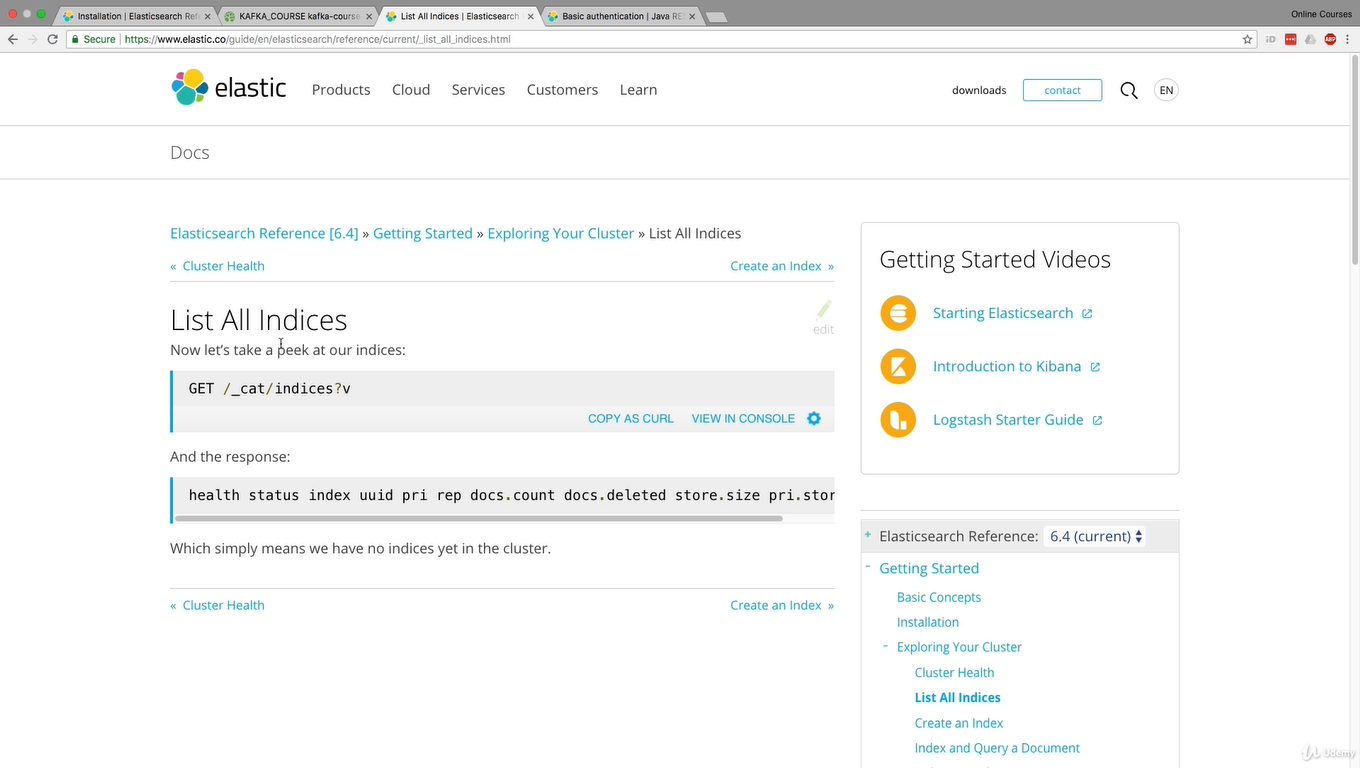 Installation | Elasticsearch Refe
KAFKA_COURSE kafka-course
List All Indices | Elasticsearch
Basic authentication | Java RES
Online Courses
Secure
https://www.elastic.co/guide/en/elasticsearch/reference/current/_list_all_indices.html
iD
ABP
elastic
Products Cloud Services Customers Learn
downloads contact EN
Docs
Elasticsearch Reference [6.4] » Getting Started » Exploring Your Cluster » List All Indices
« Cluster Health
Create an Index »
List All Indices
edit
Now let’s take a peek at our indices:
GET /_cat/indices?v
COPY AS CURL VIEW IN CONSOLE
And the response:
health status index uuid pri rep docs.count docs.deleted store.size pri.stor
Which simply means we have no indices yet in the cluster.
« Cluster Health
Create an Index »
Getting Started Videos
Starting Elasticsearch
Introduction to Kibana
Logstash Starter Guide
+ Elasticsearch Reference: 6.4 (current)
- Getting Started
Basic Concepts
Installation
- Exploring Your Cluster
Cluster Health
List All Indices
Create an Index
Index and Query a Document
Udemy